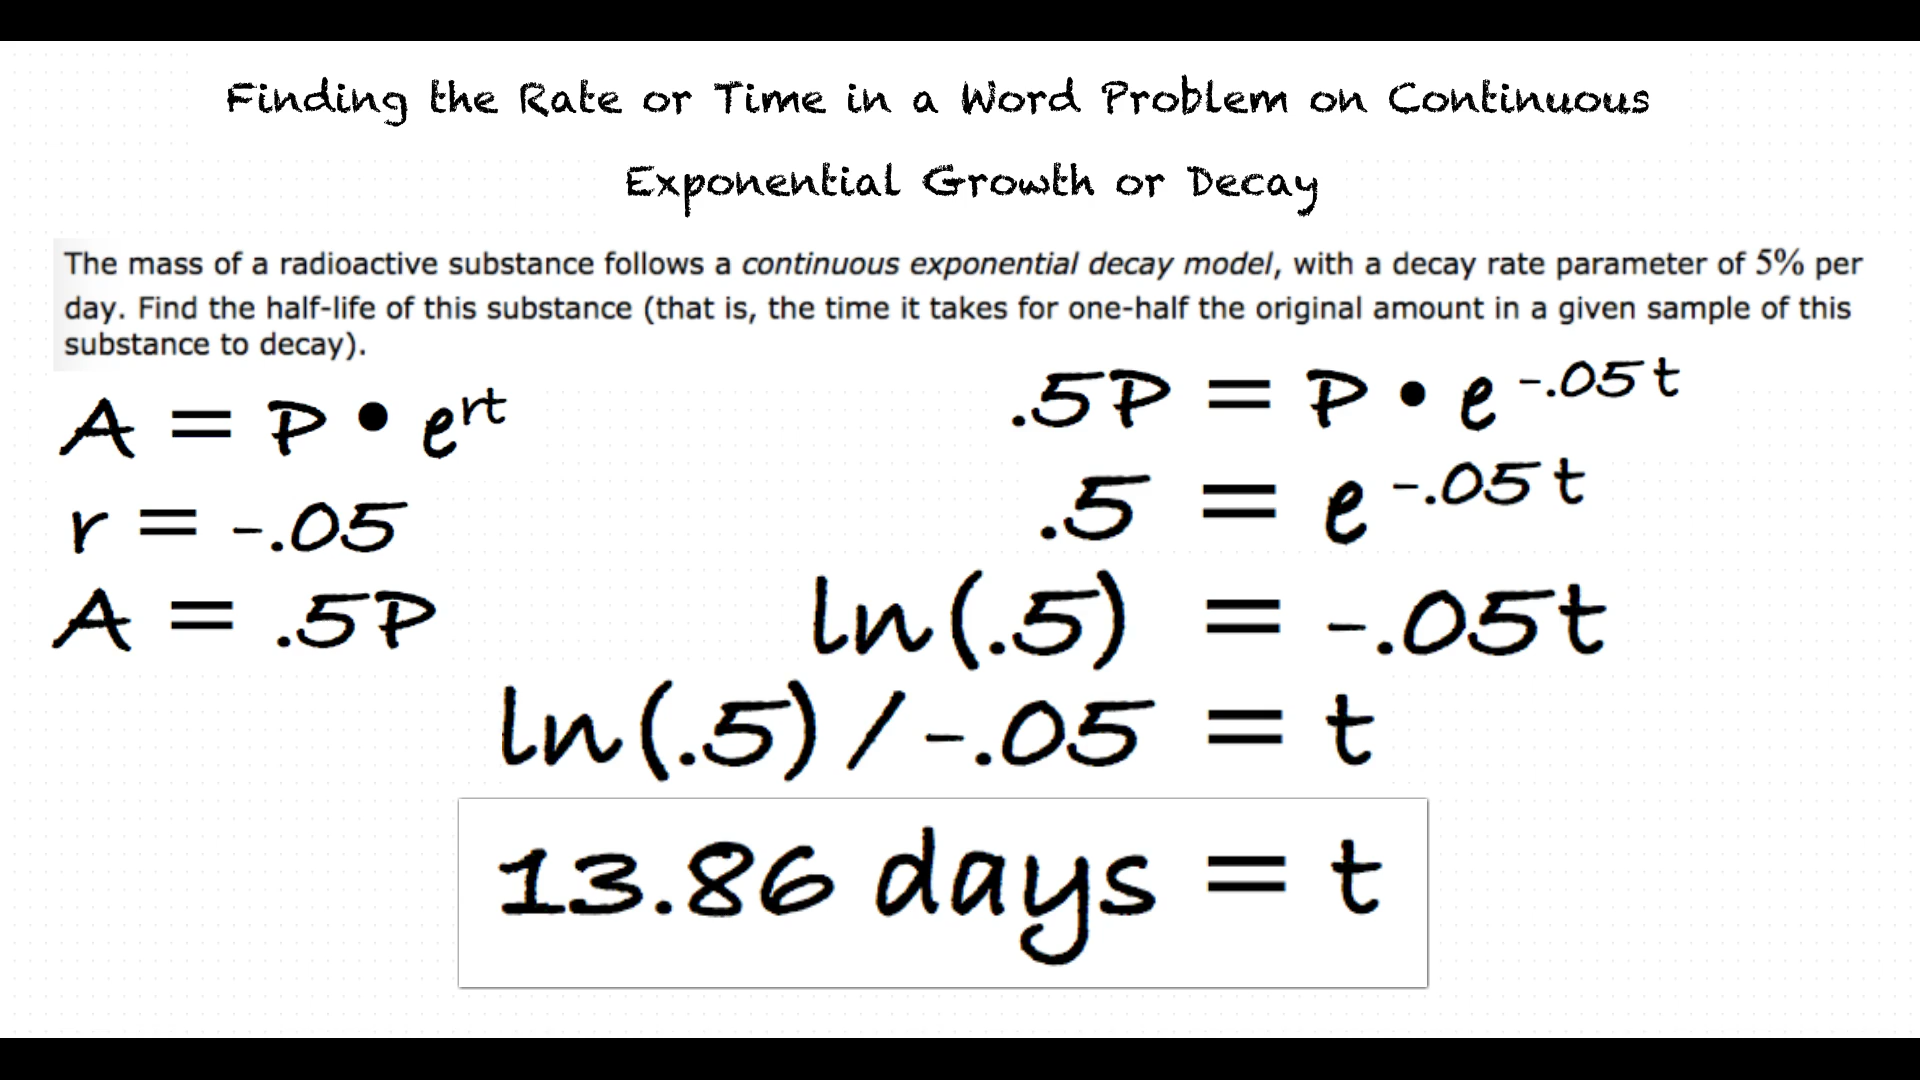 Finding the Rate or Time in a Word Problem on Continuous
Exponential Growth or Decay
The mass of a radioactive substance follows a continuous exponential decay model, with a decay rate parameter of 5% per
day. Find the half-life of this substance (that is, the time it takes for one-half the original amount in a given sample of this
substance to decay).
A = P • e^rt
r = -.05
A = .5P
.5P = P • e^-.05t
.5 = e^-.05t
ln(.5) = -.05t
ln(.5) / -.05 = t
13.86 days = t